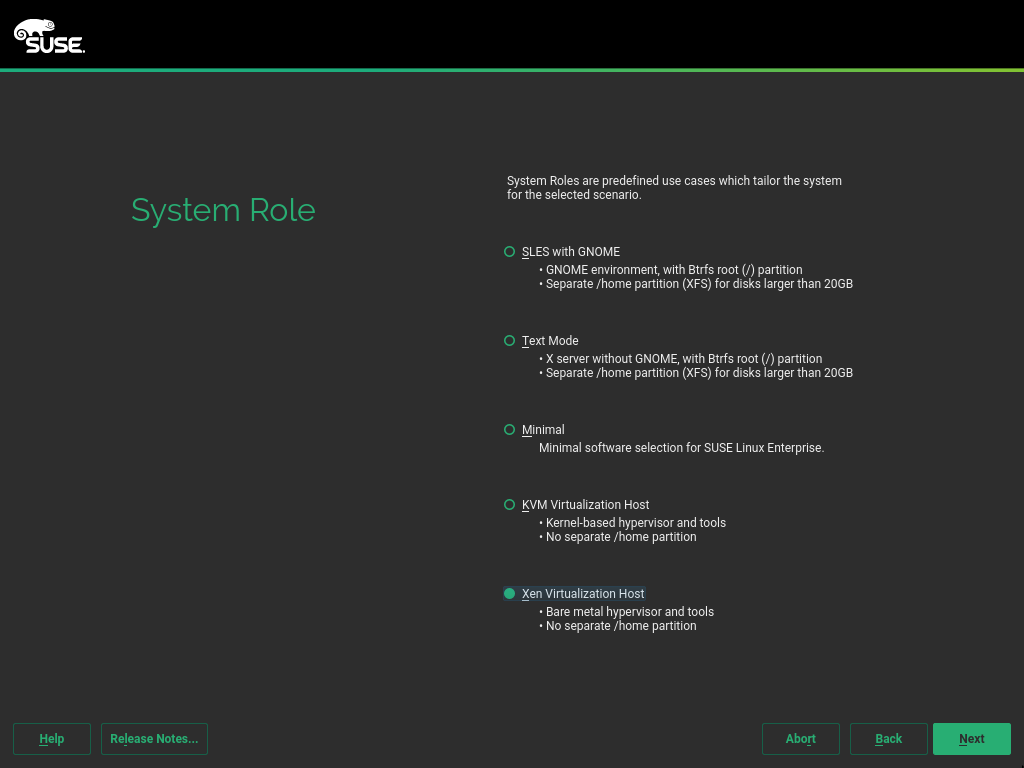 SUSE.
System Role
System Roles are predefined use cases which tailor the system
for the selected scenario.
SLES with GNOME
• GNOME environment, with Btrfs root (/) partition
• Separate /home partition (XFS) for disks larger than 20GB
Text Mode
• X server without GNOME, with Btrfs root (/) partition
• Separate /home partition (XFS) for disks larger than 20GB
Minimal
Minimal software selection for SUSE Linux Enterprise.
KVM Virtualization Host
• Kernel-based hypervisor and tools
• No separate /home partition
Xen Virtualization Host
• Bare metal hypervisor and tools
• No separate /home partition
Help
Release Notes...
Abort
Back
Next